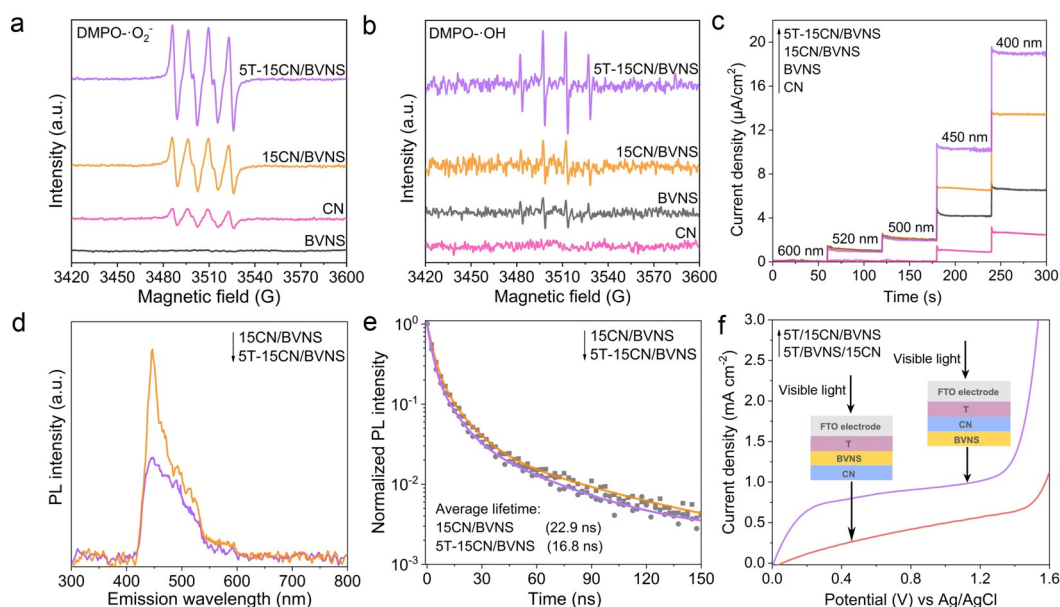 a
DMPO-·O₂⁻
5T-15CN/BVNS
15CN/BVNS
CN
BVNS
Intensity (a.u.)
3420 3450 3480 3510 3540 3570 3600
Magnetic field (G)
b
DMPO-·OH
5T-15CN/BVNS
15CN/BVNS
BVNS
CN
Intensity (a.u.)
3420 3450 3480 3510 3540 3570 3600
Magnetic field (G)
c
5T-15CN/BVNS
15CN/BVNS
BVNS
CN
400 nm
450 nm
500 nm
520 nm
600 nm
Current density (μA/cm²)
20
16
12
8
4
0
0 50 100 150 200 250 300
Time (s)
d
15CN/BVNS
5T-15CN/BVNS
PL intensity (a.u.)
300 400 500 600 700 800
Emission wavelength (nm)
e
15CN/BVNS
5T-15CN/BVNS
Normalized PL intensity
10⁰
10⁻¹
10⁻²
10⁻³
Average lifetime:
15CN/BVNS (22.9 ns)
5T-15CN/BVNS (16.8 ns)
0 30 60 90 120 150
Time (ns)
f
5T/15CN/BVNS
5T/BVNS/15CN
Visible light
FTO electrode
T
BVNS
CN
Visible light
FTO electrode
T
CN
BVNS
Current density (mA cm⁻²)
3.0
2.5
2.0
1.5
1.0
0.5
0.0
0.0 0.4 0.8 1.2 1.6
Potential (V) vs Ag/AgCl